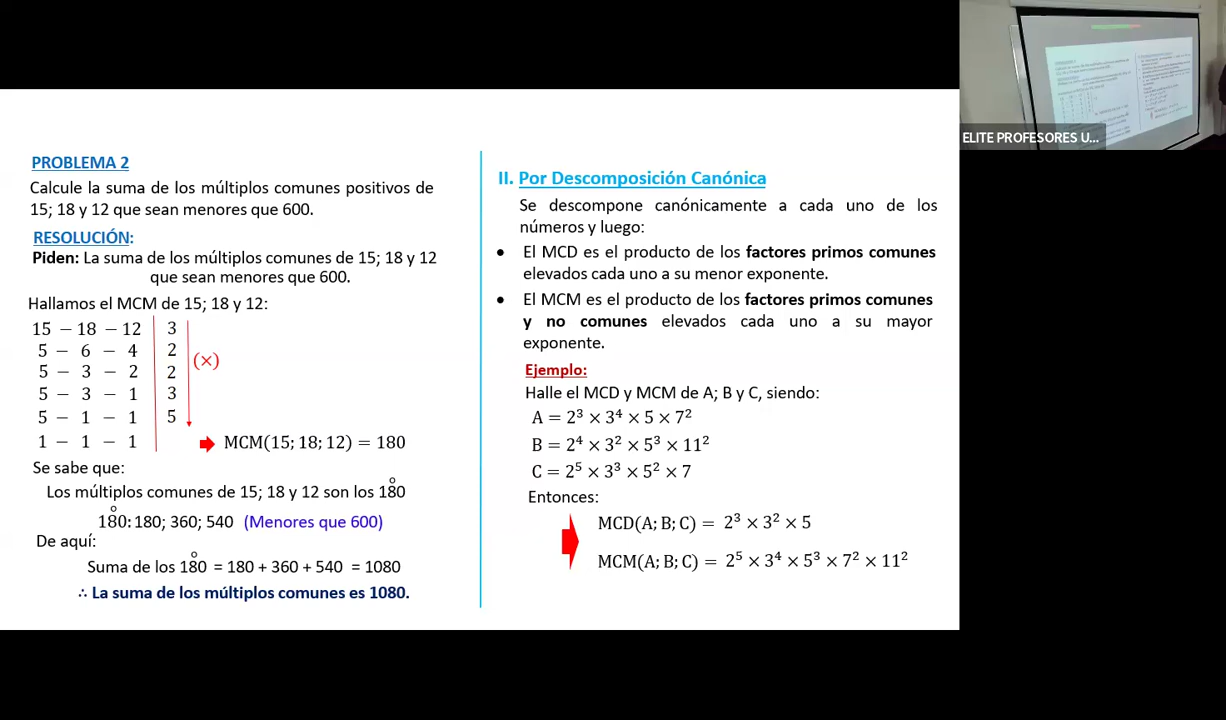 PROBLEMA 2
Calcule la suma de los múltiplos comunes positivos de
15; 18 y 12 que sean menores que 600.
RESOLUCIÓN:
Piden: La suma de los múltiplos comunes de 15; 18 y 12
que sean menores que 600.
Hallamos el MCM de 15; 18 y 12:
15 − 18 − 12 | 3
5 − 6 − 4 | 2
5 − 3 − 2 | 2
5 − 3 − 1 | 3
5 − 1 − 1 | 5
1 − 1 − 1
(×)
MCM(15; 18; 12) = 180
Se sabe que:
Los múltiplos comunes de 15; 18 y 12 son los 18̊0
18̊0: 180; 360; 540 (Menores que 600)
De aquí:
Suma de los 18̊0 = 180 + 360 + 540 = 1080
∴ La suma de los múltiplos comunes es 1080.
II. Por Descomposición Canónica
Se descompone canónicamente a cada uno de los
números y luego:
• El MCD es el producto de los factores primos comunes
elevados cada uno a su menor exponente.
• El MCM es el producto de los factores primos comunes
y no comunes elevados cada uno a su mayor
exponente.
Ejemplo:
Halle el MCD y MCM de A; B y C, siendo:
A = 2³ × 3⁴ × 5 × 7²
B = 2⁴ × 3² × 5³ × 11²
C = 2⁵ × 3³ × 5² × 7
Entonces:
MCD(A; B; C) = 2³ × 3² × 5
MCM(A; B; C) = 2⁵ × 3⁴ × 5³ × 7² × 11²
ELITE PROFESORES U...